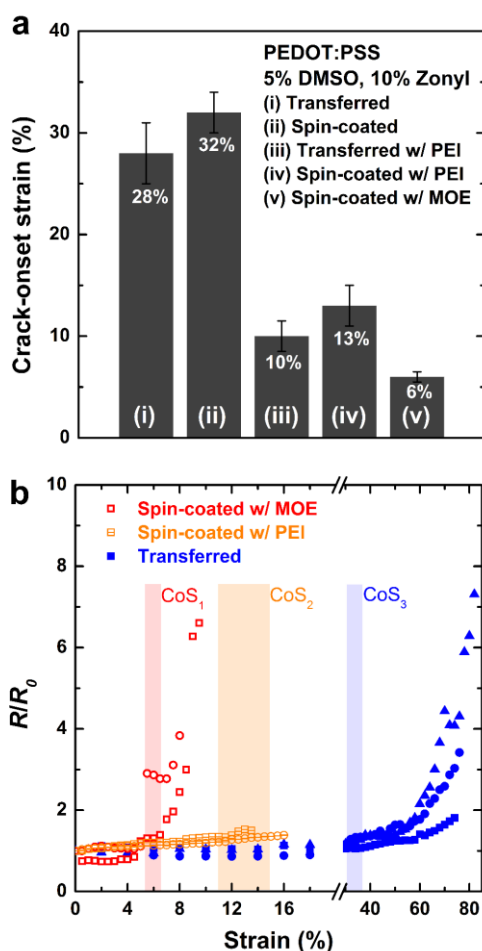 a
Crack-onset strain (%)
40
30
20
10
0
PEDOT:PSS
5% DMSO, 10% Zonyl
(i) Transferred
(ii) Spin-coated
(iii) Transferred w/ PEI
(iv) Spin-coated w/ PEI
(v) Spin-coated w/ MOE
28%
32%
10%
13%
6%
(i)
(ii)
(iii)
(iv)
(v)
b
R/R0
10
8
6
4
2
0
Spin-coated w/ MOE
Spin-coated w/ PEI
Transferred
CoS1
CoS2
CoS3
0 4 8 12 16 40 60 80
Strain (%)